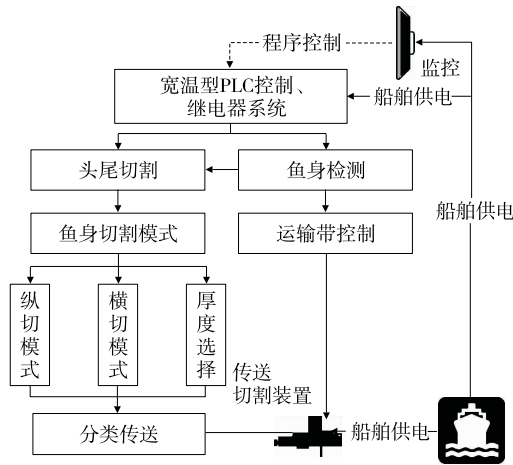 程序控制
监控
宽温型PLC控制、
继电器系统
船舶供电
头尾切割
鱼身检测
船舶供电
鱼身切割模式
运输带控制
纵切模式
横切模式
厚度选择
传送
切割装置
分类传送
船舶供电